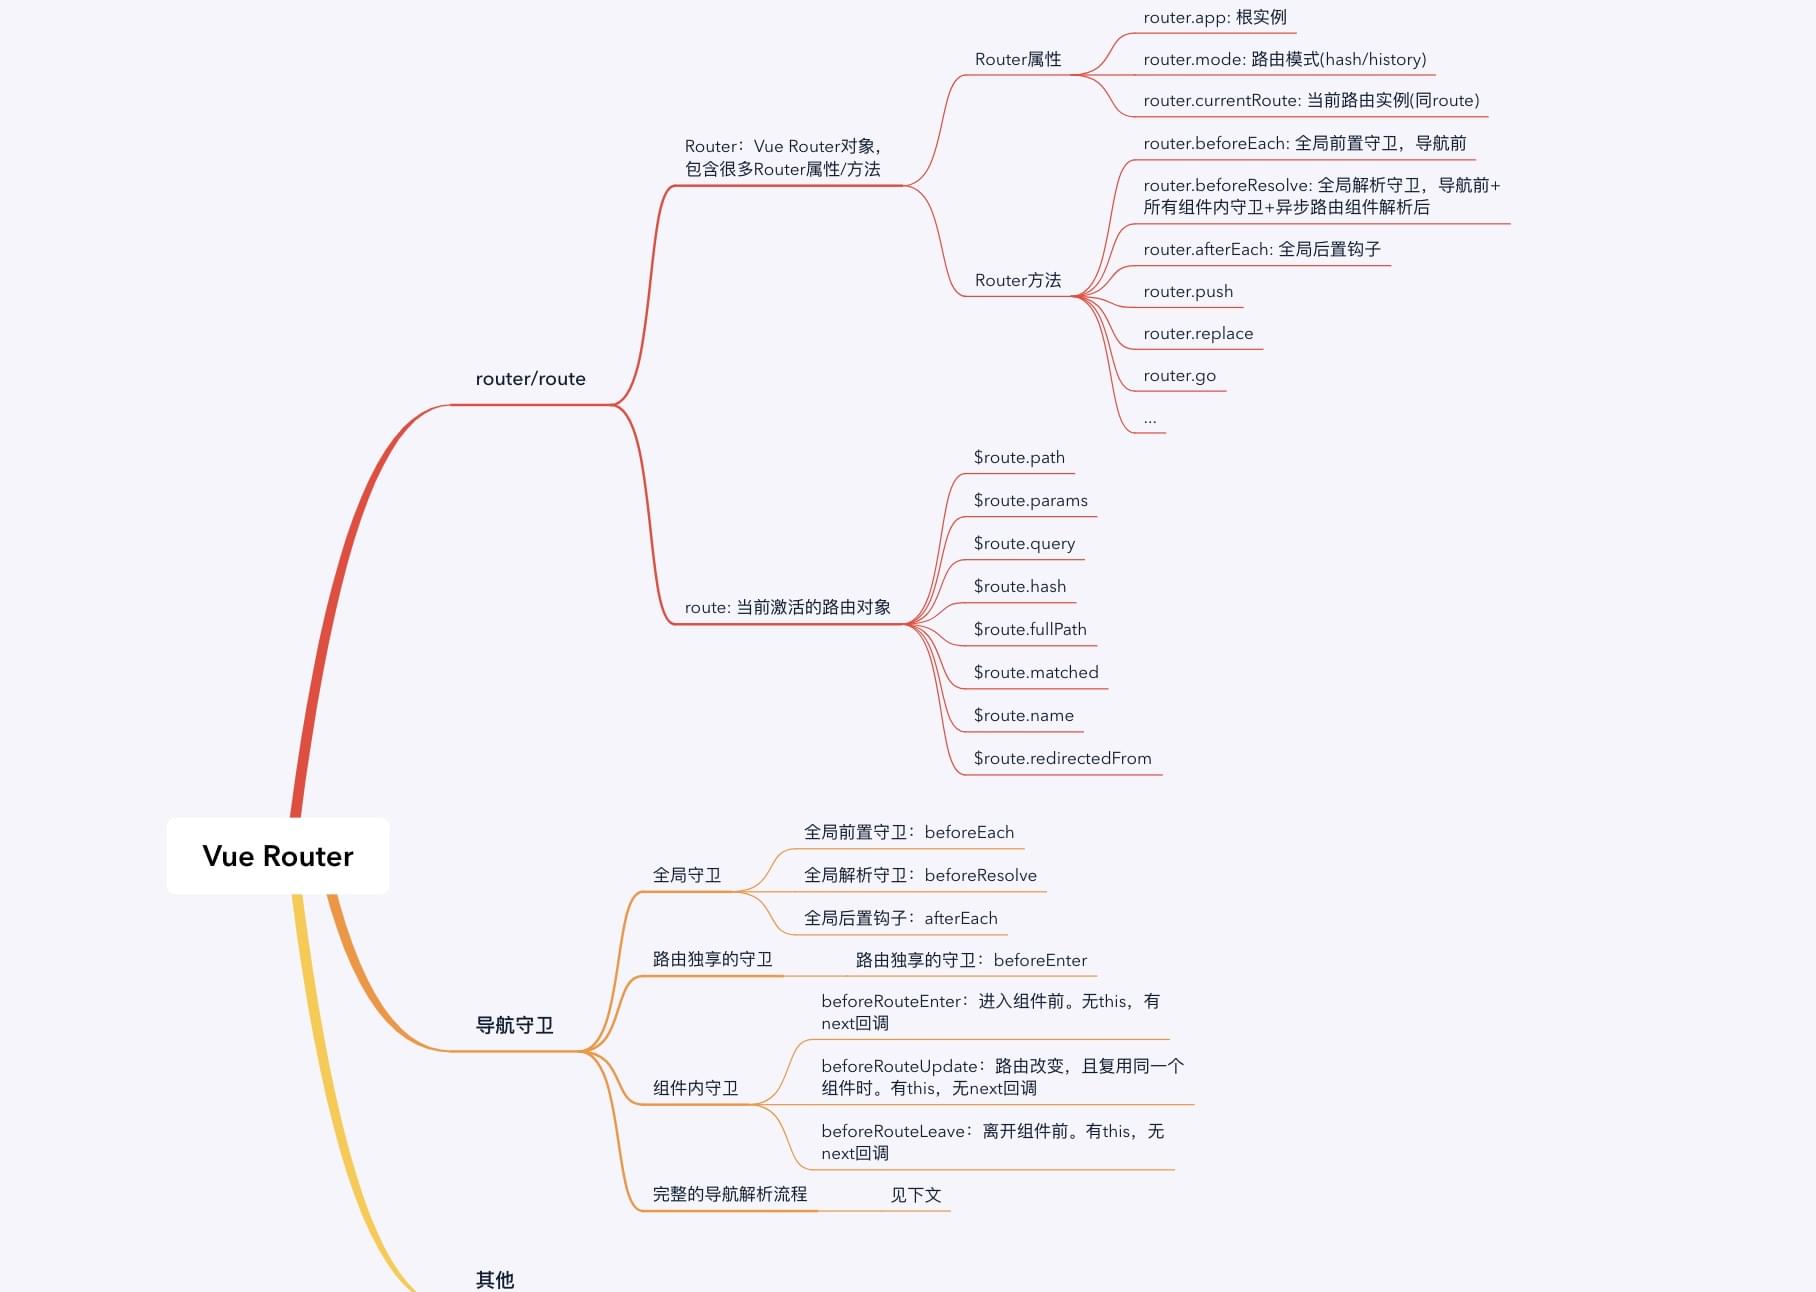 Vue Router
router/route
Router：Vue Router对象，
包含很多Router属性/方法
Router属性
router.app: 根实例
router.mode: 路由模式(hash/history)
router.currentRoute: 当前路由实例(同route)
Router方法
router.beforeEach: 全局前置守卫，导航前
router.beforeResolve: 全局解析守卫，导航前+
所有组件内守卫+异步路由组件解析后
router.afterEach: 全局后置钩子
router.push
router.replace
router.go
...
route: 当前激活的路由对象
$route.path
$route.params
$route.query
$route.hash
$route.fullPath
$route.matched
$route.name
$route.redirectedFrom
导航守卫
全局守卫
全局前置守卫：beforeEach
全局解析守卫：beforeResolve
全局后置钩子：afterEach
路由独享的守卫
路由独享的守卫：beforeEnter
组件内守卫
beforeRouteEnter：进入组件前。无this，有
next回调
beforeRouteUpdate：路由改变，且复用同一个
组件时。有this，无next回调
beforeRouteLeave：离开组件前。有this，无
next回调
完整的导航解析流程
见下文
其他